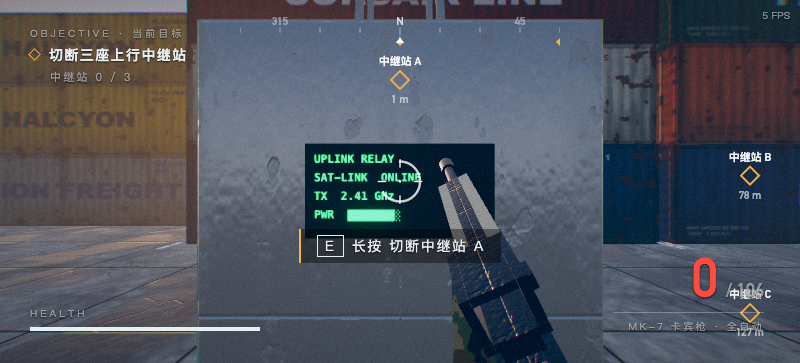 315
N
45
5 FPS
OBJECTIVE · 当前目标
切断三座上行中继站
中继站 0 / 3
中继站 A
1 m
HALCYON
UPLINK RELAY
SAT-LINK ONLINE
TX 2.41 GHz
PWR
E 长按 切断中继站 A
中继站 B
78 m
0 / 106
中继站 C
127 m
MK-7 卡宾枪 · 全自动
HEALTH